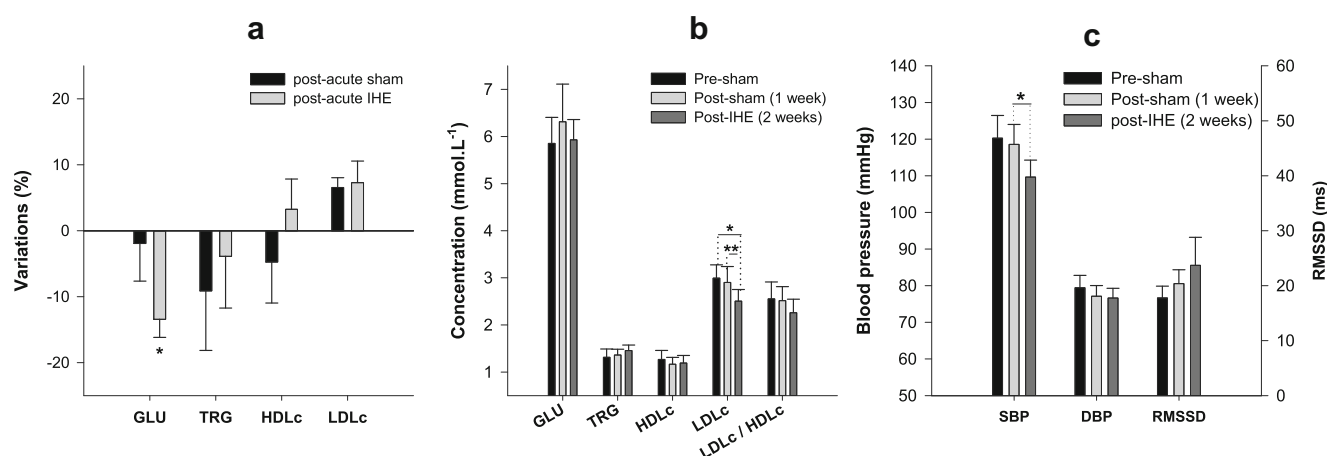 a
post-acute sham
post-acute IHE
Variations (%)
20
10
0
-10
-20
*
GLU
TRG
HDLc
LDLc
b
Pre-sham
Post-sham (1 week)
Post-IHE (2 weeks)
Concentration (mmol.L-1)
7
6
5
4
3
2
1
*
**
GLU
TRG
HDLc
LDLc
LDLc / HDLc
c
Pre-sham
Post-sham (1 week)
post-IHE (2 weeks)
Blood pressure (mmHg)
140
130
120
110
100
90
80
70
60
50
*
SBP
DBP
RMSSD
60
50
40
30
20
10
0
RMSSD (ms)